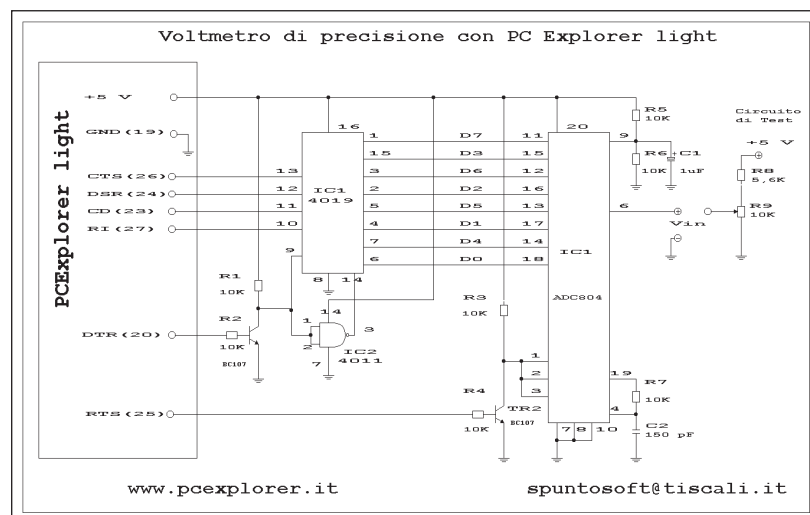 Voltmetro di precisione con PC Explorer light
PCExplorer light
+5 V
GND(19)
CTS(26)
DSR(24)
CD(23)
RI(27)
DTR(20)
RTS(25)
13
12
11
10
9
16
IC1
4019
8
14
1
15
3
2
5
4
7
6
D7
D3
D6
D2
D5
D1
D4
D0
11
15
12
16
13
17
14
18
20
IC1
ADC804
9
6
1
2
3
19
4
7
8
10
R1
10K
R2
10K
BC107
1
2
14
3
7
IC2
4011
R3
10K
R4
10K
TR2
BC107
R5
10K
R6
10K
+C1
1uF
Circuito
di Test
+5 V
R8
5,6K
R9
10K
Vin
R7
10K
C2
150 pF
www.pcexplorer.it
spuntosoft@tiscali.it